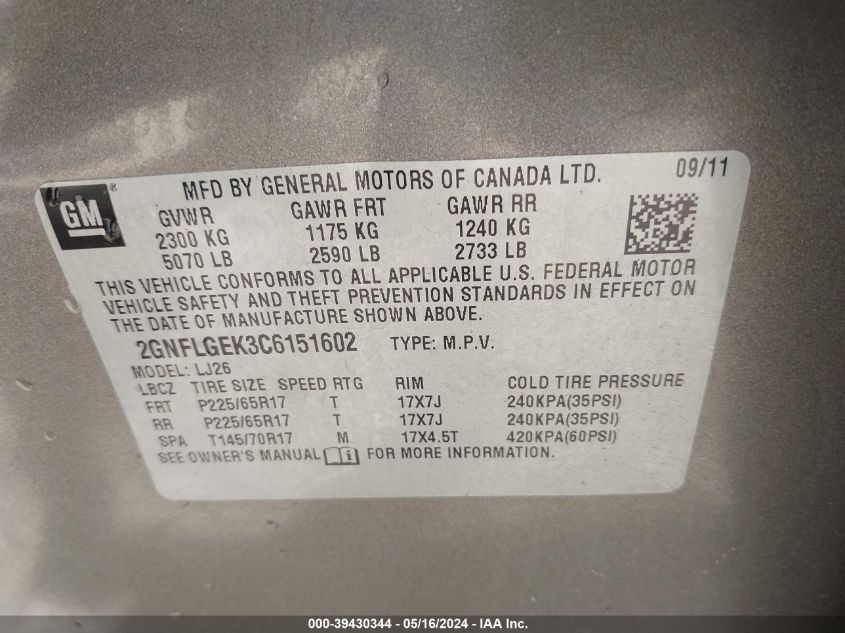 GM ®
MFD BY GENERAL MOTORS OF CANADA LTD. 09/11
GVWR GAWR FRT GAWR RR
2300 KG 1175 KG 1240 KG
5070 LB 2590 LB 2733 LB
THIS VEHICLE CONFORMS TO ALL APPLICABLE U.S. FEDERAL MOTOR
VEHICLE SAFETY AND THEFT PREVENTION STANDARDS IN EFFECT ON
THE DATE OF MANUFACTURE SHOWN ABOVE.
2GNFLGEK3C6151602 TYPE: M.P.V.
MODEL: LJ26
LBCZ TIRE SIZE SPEED RTG RIM COLD TIRE PRESSURE
FRT P225/65R17 T 17X7J 240KPA(35PSI)
RR P225/65R17 T 17X7J 240KPA(35PSI)
SPA T145/70R17 M 17X4.5T 420KPA(60PSI)
SEE OWNER'S MANUAL i FOR MORE INFORMATION.
000-39430344 - 05/16/2024 - IAA Inc.